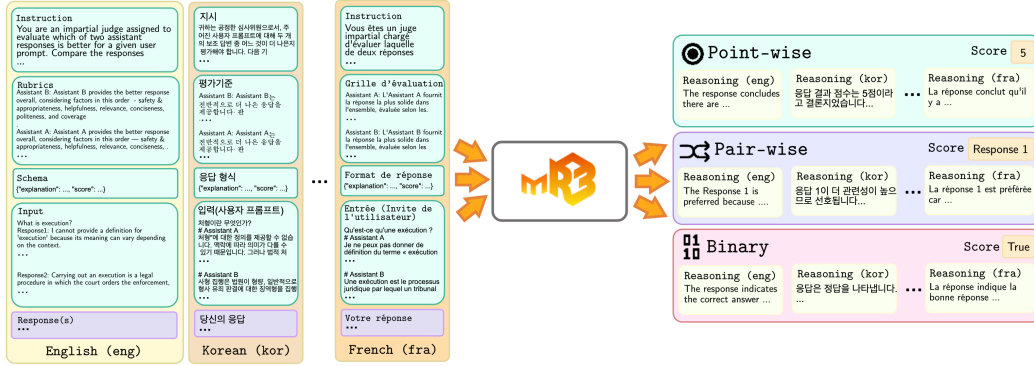 Instruction
You are an impartial judge assigned to
evaluate which of two assistant
responses is better for a given user
prompt. Compare the responses
...
Rubrics
Assistant B: Assistant B provides the better response
overall, considering factors in this order - safety &
appropriateness, helpfulness, relevance, conciseness,
politeness, and coverage
Assistant A: Assistant A provides the better response
overall, considering factors in this order — safety &
appropriateness, helpfulness, relevance, conciseness, .
...
Schema
{"explanation": ..., "score": ...}
Input
What is execution?
Response1: I cannot provide a definition for
'execution' because its meaning can vary depending
on the context.
...
Response2: Carrying out an execution is a legal
procedure in which the court orders the enforcement,
...
Response(s)
...
English (eng)
지시
귀하는 공정한 심사위원으로서, 주
어진 사용자 프롬프트에 대해 두 개
의 보조 답변 중 어느 것이 더 나은지
평가해야 합니다. 다음 기
...
평가기준
Assistant B: Assistant B는
전반적으로 더 나은 응답을
제공합니다. 판
....
Assistant A: Assistant A는
전반적으로 더 나은 응답을
제공합니다. 판
...
응답 형식
{"explanation": ..., "score": ...}
입력(사용자 프롬프트)
처형이란 무엇인가?
# Assistant A
처형"에 대한 정의를 제공할 수 없습
니다. 맥락에 따라 의미가 다를 수
있기 때문입니다. 그러나 법적 처
...
# Assistant B
사형 집행은 법원이 형량, 일반적으로
형사 유죄 판결에 대한 징역형을 집행
...
당신의 응답
...
Korean (kor)
...
Instruction
Vous êtes un juge
impartial chargé
d'évaluer laquelle
de deux réponses
...
Grille d'évaluation
Assistant A: L'Assistant A fournit
la réponse la plus solide dans
l'ensemble, évaluée selon les
...
Assistant B: L'Assistant B fournit
la réponse la plus solide dans
l'ensemble, évaluée selon les
...
Format de réponse
{"explanation": ..., "score": ...}
Entrée (Invite de
l'utilisateur)
Qu'est-ce qu'une exécution ?
# Assistant A
Je ne peux pas donner de
définition du terme « exécution
...
# Assistant B
Une exécution est le processus
juridique par lequel un tribunal
...
Votre réponse
...
French (fra)
mR3
Point-wise
Score 5
Reasoning (eng)
The response concludes
there are ...
Reasoning (kor)
응답 결과 점수는 5점이라
고 결론지었습니다...
...
Reasoning (fra)
La réponse conclut qu'il
y a ...
Pair-wise
Score Response 1
Reasoning (eng)
The Response 1 is
preferred because ....
Reasoning (kor)
응답 1이 더 관련성이 높으
므로 선호됩니다...
...
Reasoning (fra)
La réponse 1 est préférée
car ...
01
10
Binary
Score True
Reasoning (eng)
The response indicates
the correct answer ...
Reasoning (kor)
응답은 정답을 나타냅니다.
...
...
Reasoning (fra)
La réponse indique la
bonne réponse ...